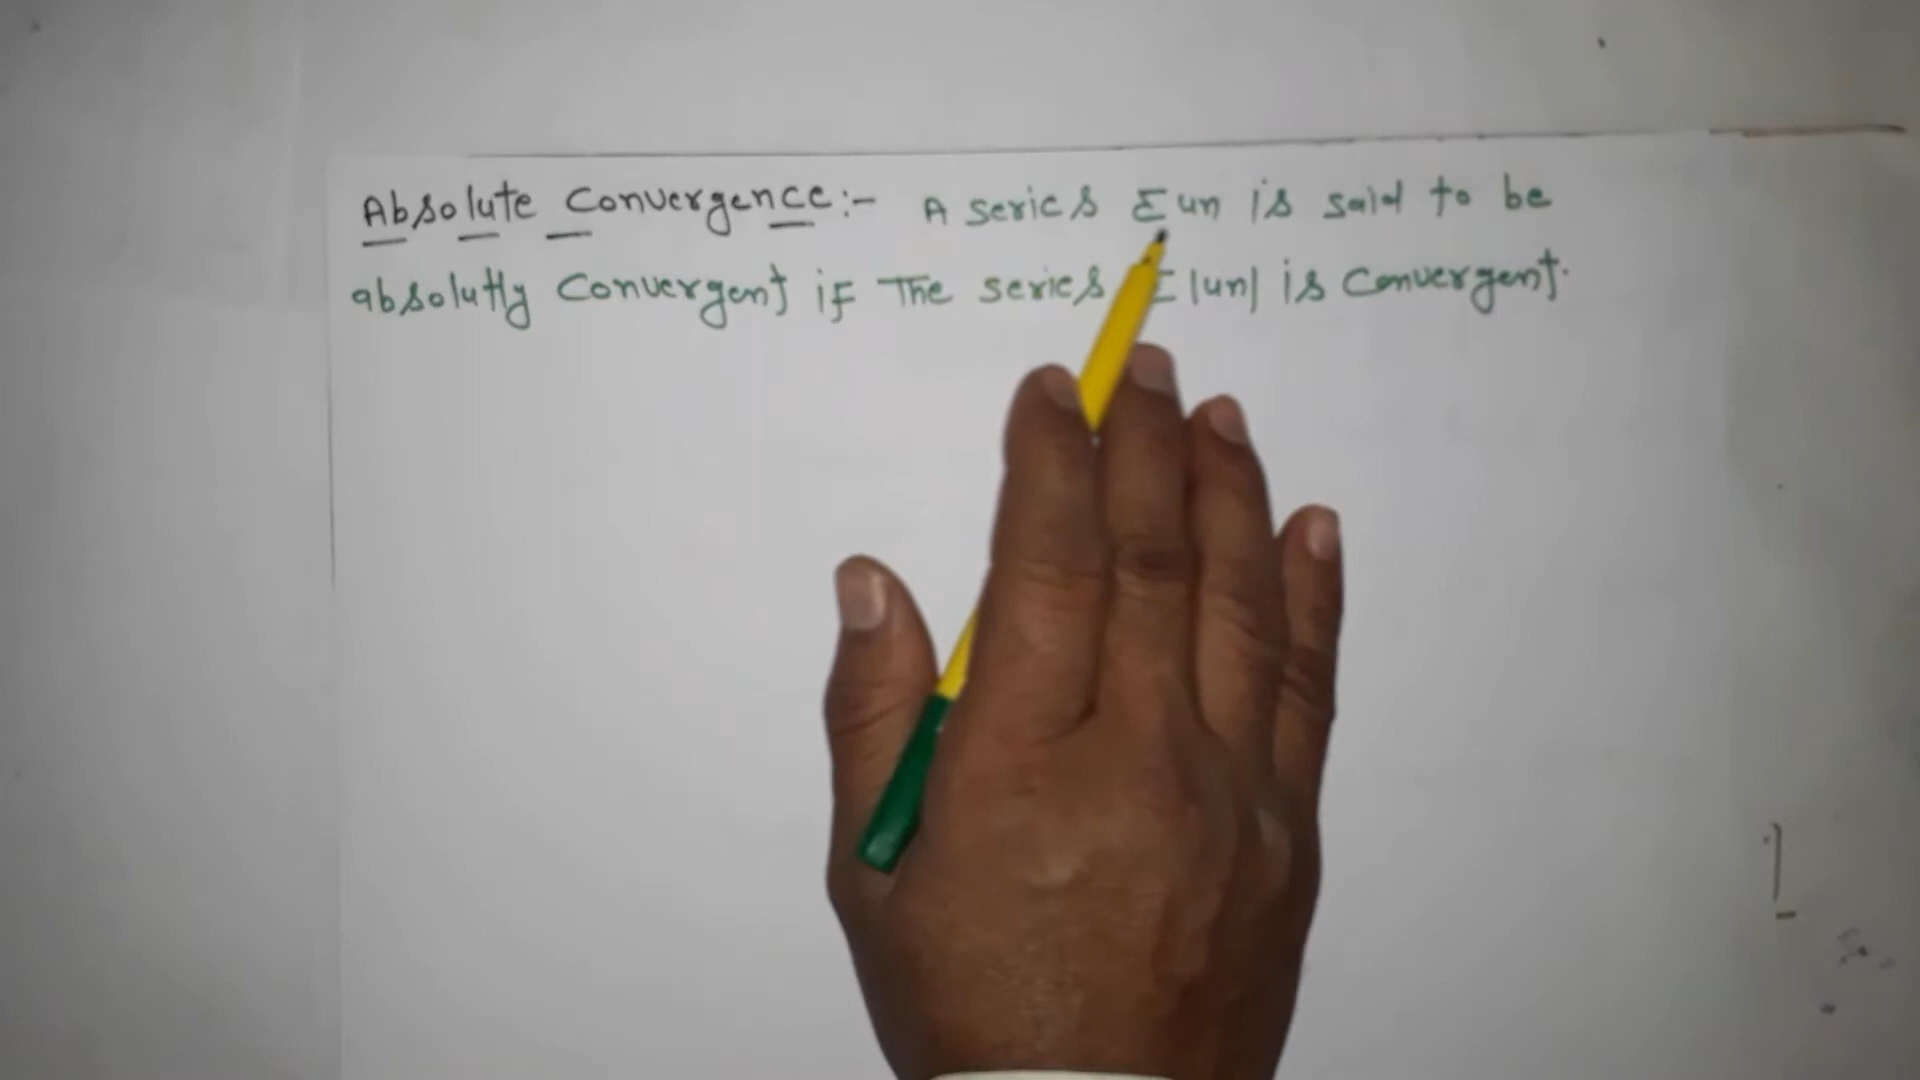 Absolute Convergence:- A series Σun is said to be
absolutly Convergent if The series Σ|un| is Convergent.